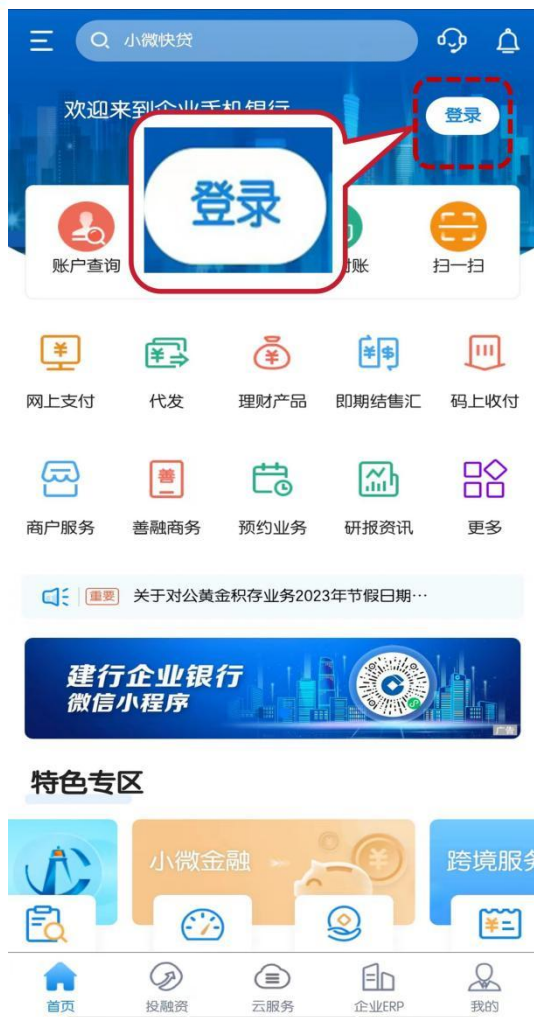 小微快贷
欢迎来到企业手机银行
登录
登录
账户查询
对账
扫一扫
网上支付 代发 理财产品 即期结售汇 码上收付
商户服务 善融商务 预约业务 研报资讯 更多
重要 关于对公黄金积存业务2023年节假日期…
建行企业银行
微信小程序
广告
特色专区
小微金融 跨境服务
首页 投融资 云服务 企业ERP 我的